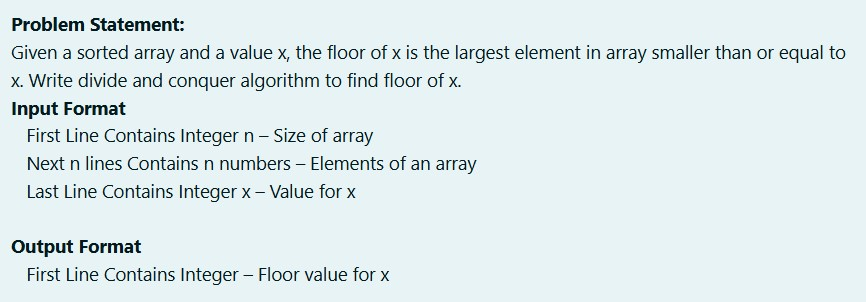 Problem Statement:
Given a sorted array and a value x, the floor of x is the largest element in array smaller than or equal to
x. Write divide and conquer algorithm to find floor of x.
Input Format
First Line Contains Integer n – Size of array
Next n lines Contains n numbers – Elements of an array
Last Line Contains Integer x – Value for x
Output Format
First Line Contains Integer – Floor value for x